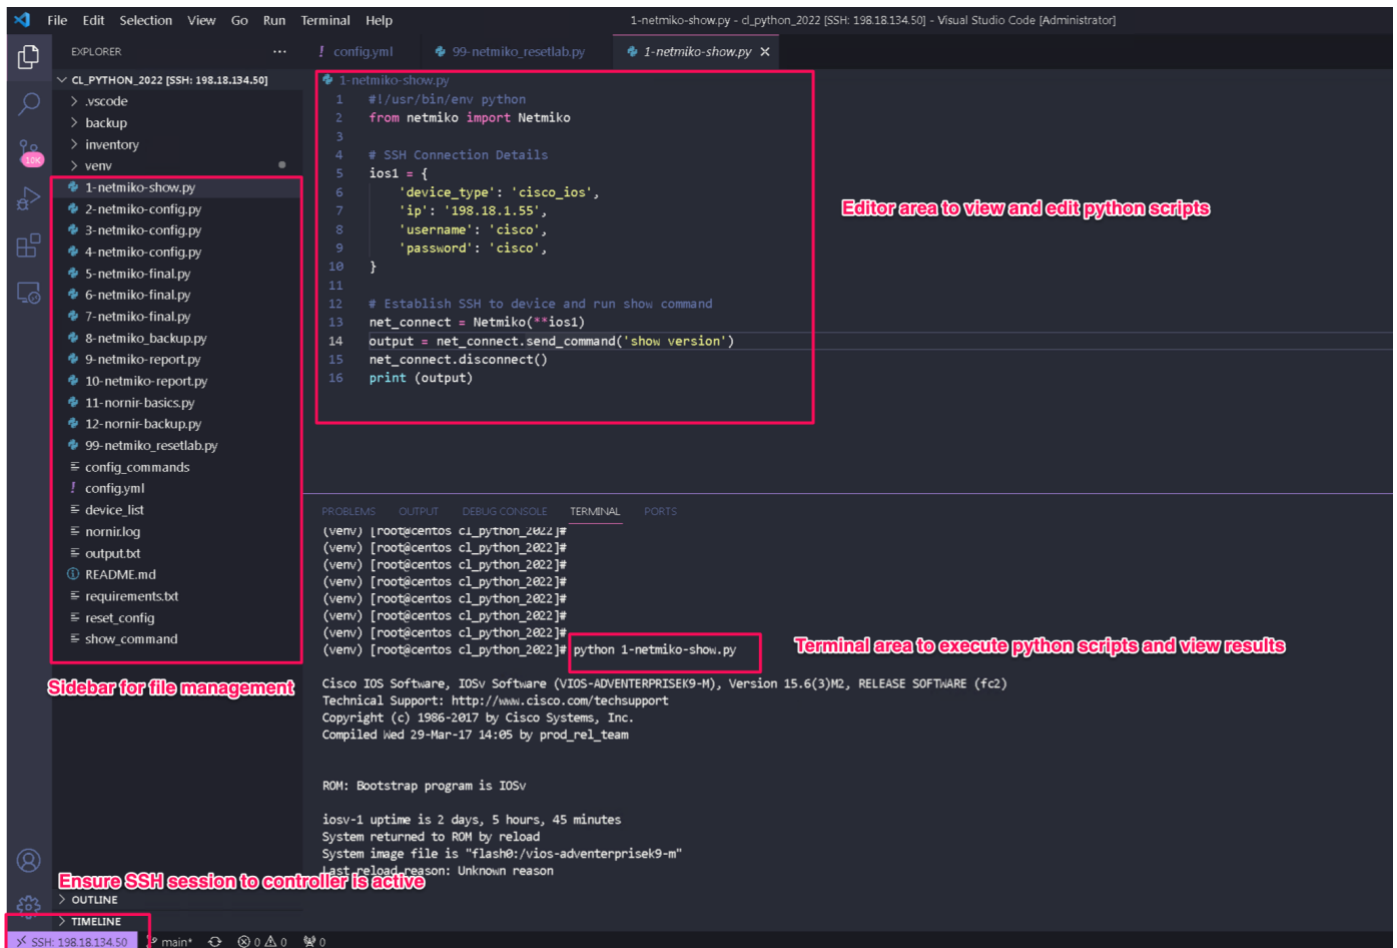 File Edit Selection View Go Run Terminal Help
1-netmiko-show.py - cl_python_2022 [SSH: 198.18.134.50] - Visual Studio Code [Administrator]
EXPLORER
CL_PYTHON_2022 [SSH: 198.18.134.50]
.vscode
backup
inventory
venv
1-netmiko-show.py
2-netmiko-config.py
3-netmiko-config.py
4-netmiko-config.py
5-netmiko-final.py
6-netmiko-final.py
7-netmiko-final.py
8-netmiko_backup.py
9-netmiko-report.py
10-netmiko-report.py
11-nornir-basics.py
12-nornir-backup.py
99-netmiko_resetlab.py
config_commands
! config.yml
device_list
nornir.log
output.txt
README.md
requirements.txt
reset_config
show_command
Sidebar for file management
Ensure SSH session to controller is active
OUTLINE
TIMELINE
10K
! config.yml 99-netmiko_resetlab.py 1-netmiko-show.py
1-netmiko-show.py
1 #!/usr/bin/env python
2 from netmiko import Netmiko
3
4 # SSH Connection Details
5 ios1 = {
6 'device_type': 'cisco_ios',
7 'ip': '198.18.1.55',
8 'username': 'cisco',
9 'password': 'cisco',
10 }
11
12 # Establish SSH to device and run show command
13 net_connect = Netmiko(**ios1)
14 output = net_connect.send_command('show version')
15 net_connect.disconnect()
16 print (output)
Editor area to view and edit python scripts
PROBLEMS OUTPUT DEBUG CONSOLE TERMINAL PORTS
(venv) [root@centos cl_python_2022]#
(venv) [root@centos cl_python_2022]#
(venv) [root@centos cl_python_2022]#
(venv) [root@centos cl_python_2022]#
(venv) [root@centos cl_python_2022]#
(venv) [root@centos cl_python_2022]#
(venv) [root@centos cl_python_2022]#
(venv) [root@centos cl_python_2022]# python 1-netmiko-show.py
Terminal area to execute python scripts and view results
Cisco IOS Software, IOSv Software (VIOS-ADVENTERPRISEK9-M), Version 15.6(3)M2, RELEASE SOFTWARE (fc2)
Technical Support: http://www.cisco.com/techsupport
Copyright (c) 1986-2017 by Cisco Systems, Inc.
Compiled Wed 29-Mar-17 14:05 by prod_rel_team
ROM: Bootstrap program is IOSv
iosv-1 uptime is 2 days, 5 hours, 45 minutes
System returned to ROM by reload
System image file is "flash0:/vios-adventerprisek9-m"
Last reload reason: Unknown reason
SSH: 198.18.134.50 main* 0 0 0